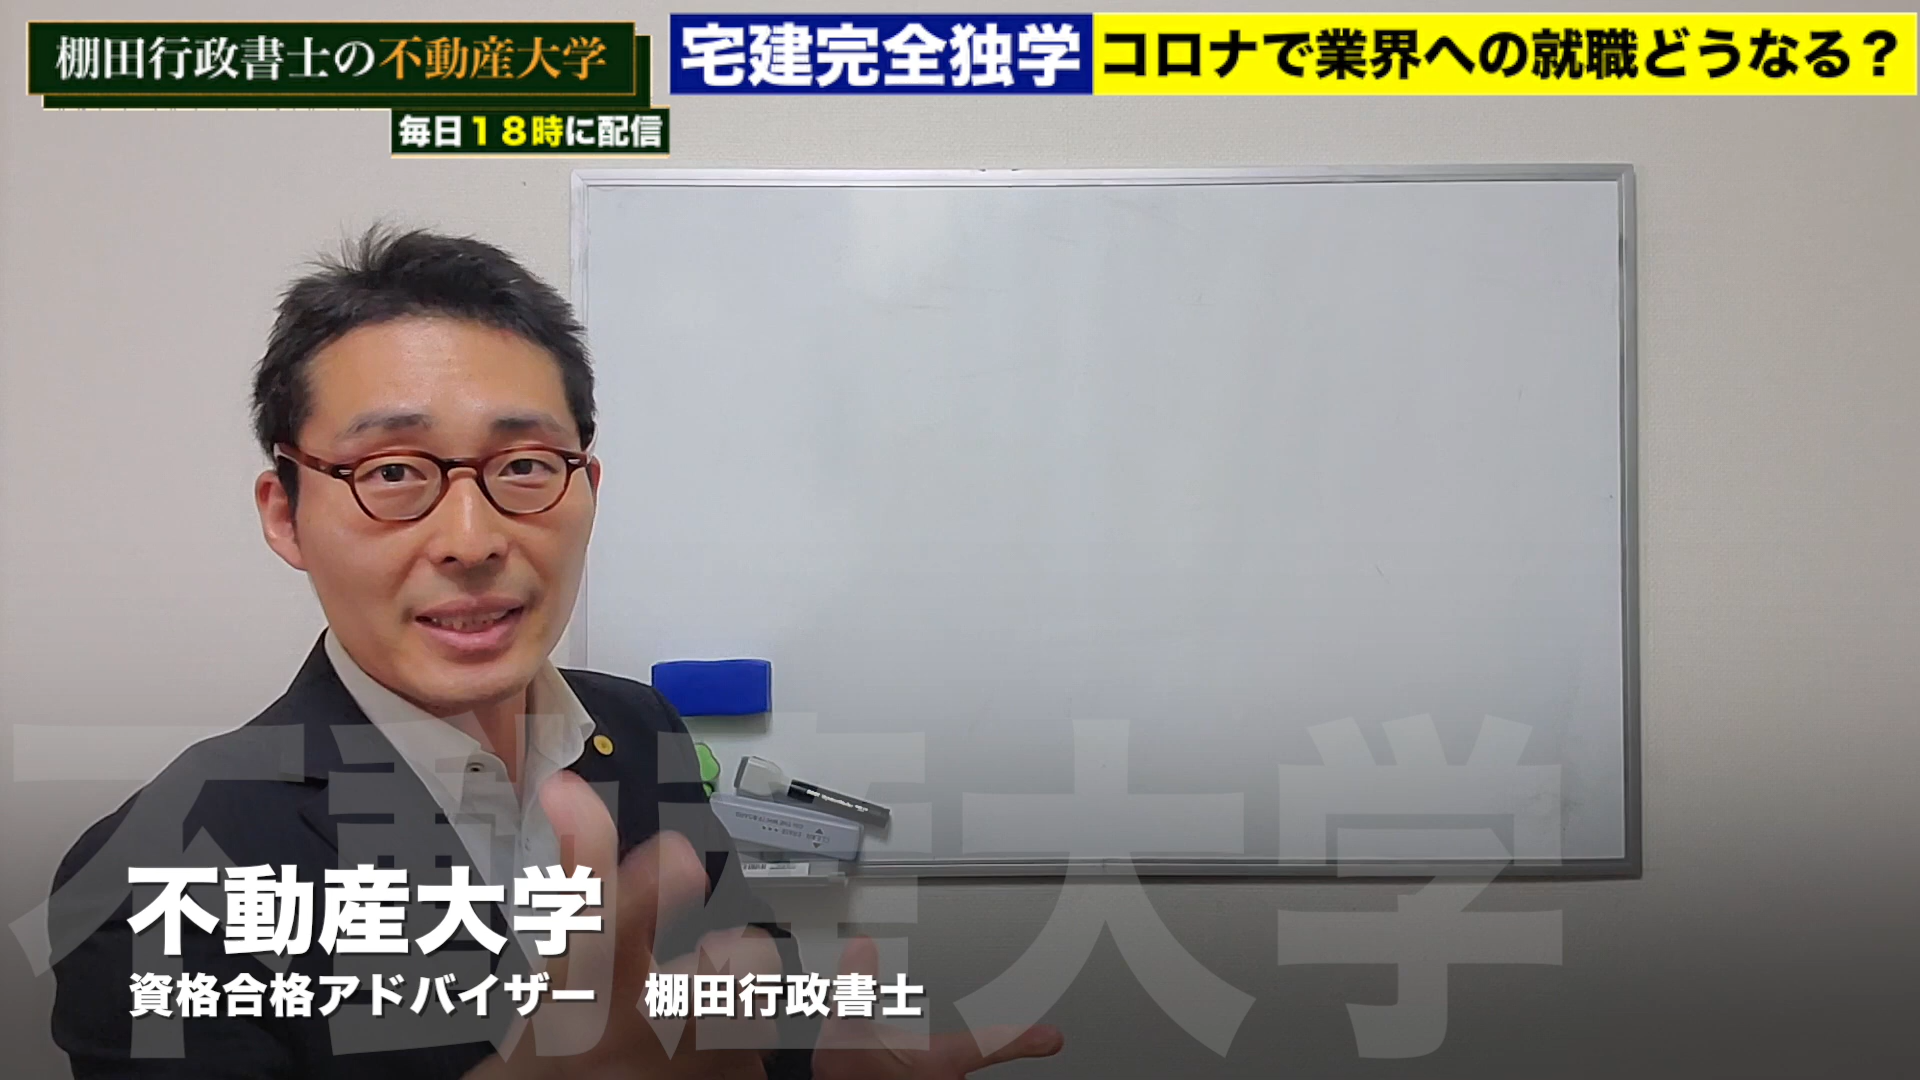 棚田行政書士の不動産大学
毎日１８時に配信
宅建完全独学
コロナで業界への就職どうなる？
不動産大学
不動産大学
資格合格アドバイザー　棚田行政書士